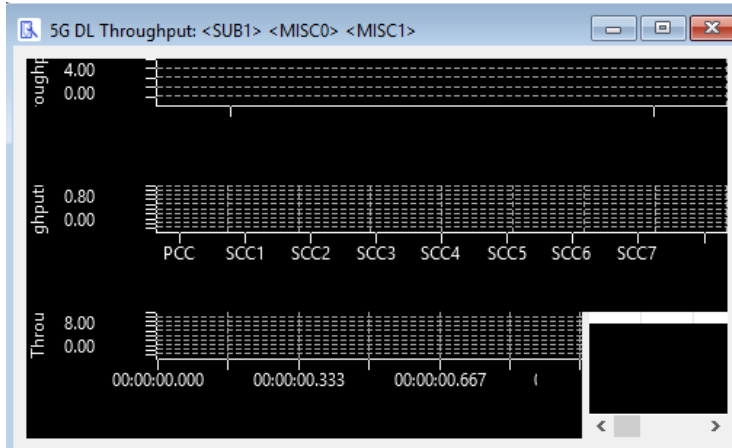 5G DL Throughput: <SUB1> <MISC0> <MISC1>
4.00
0.00
0.80
0.00
PCC SCC1 SCC2 SCC3 SCC4 SCC5 SCC6 SCC7
Throu
8.00
0.00
00:00:00.000 00:00:00.333 00:00:00.667